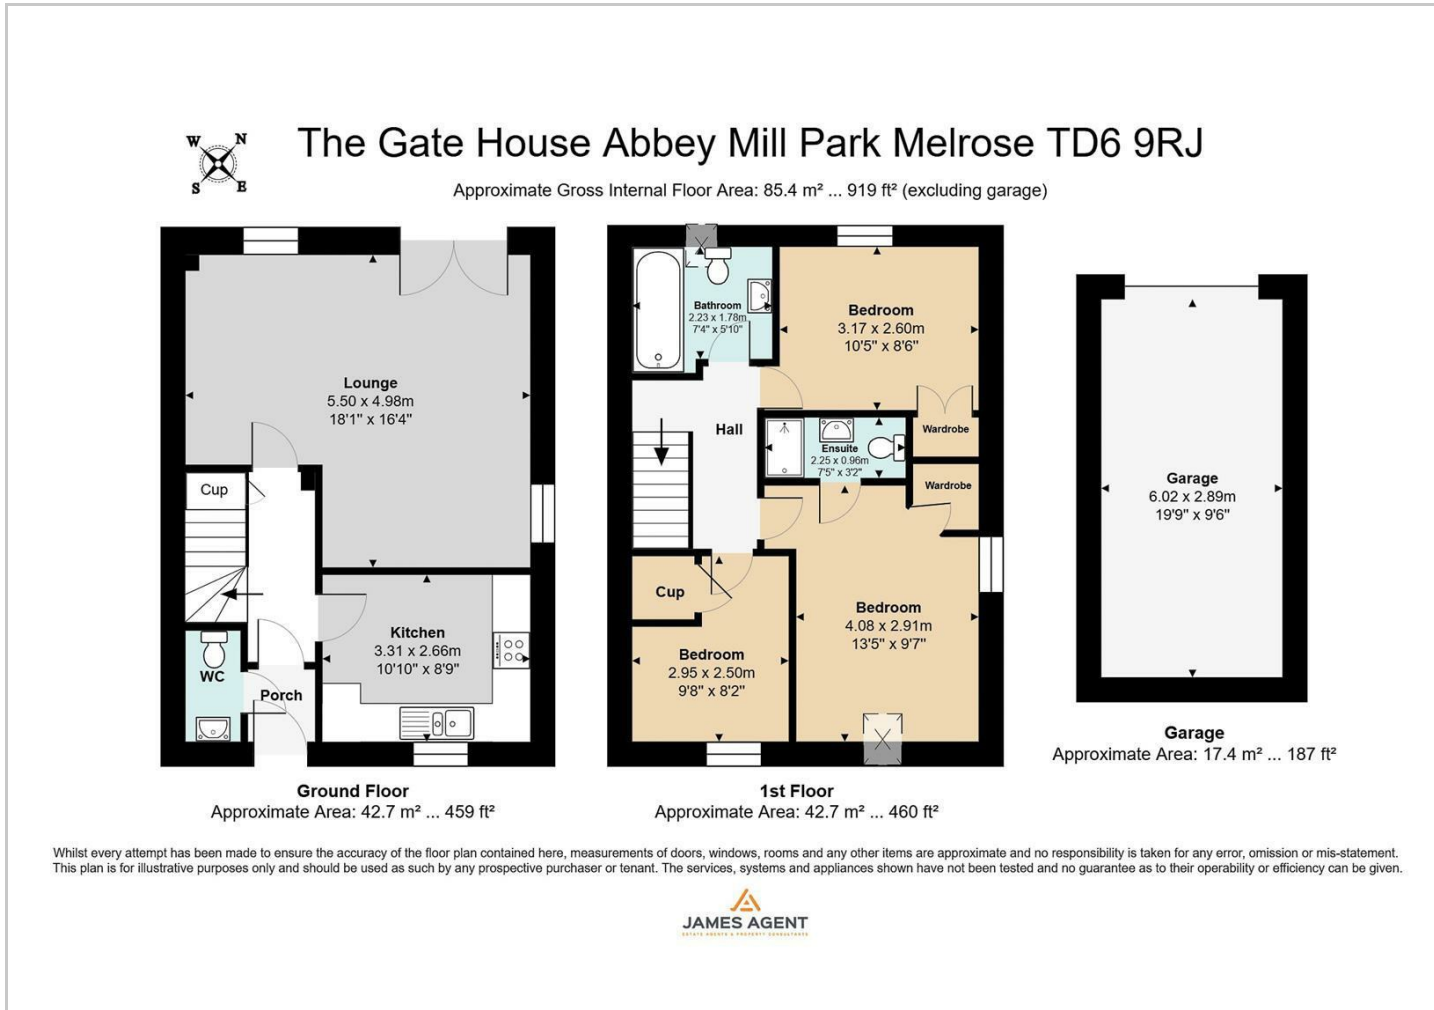 The Gate House Abbey Mill Park Melrose TD6 9RJ
W N
S E
Approximate Gross Internal Floor Area: 85.4 m² ... 919 ft² (excluding garage)
Lounge
5.50 x 4.98m
18'1" x 16'4"
Cup
Kitchen
3.31 x 2.66m
10'10" x 8'9"
WC
Porch
Ground Floor
Approximate Area: 42.7 m² ... 459 ft²
Bathroom
2.23 x 1.78m
7'4" x 5'10"
Bedroom
3.17 x 2.60m
10'5" x 8'6"
Hall
Wardrobe
Ensuite
2.25 x 0.96m
7'5" x 3'2"
Wardrobe
Cup
Bedroom
4.08 x 2.91m
13'5" x 9'7"
Bedroom
2.95 x 2.50m
9'8" x 8'2"
1st Floor
Approximate Area: 42.7 m² ... 460 ft²
Garage
6.02 x 2.89m
19'9" x 9'6"
Garage
Approximate Area: 17.4 m² ... 187 ft²
Whilst every attempt has been made to ensure the accuracy of the floor plan contained here, measurements of doors, windows, rooms and any other items are approximate and no responsibility is taken for any error, omission or mis-statement.
This plan is for illustrative purposes only and should be used as such by any prospective purchaser or tenant. The services, systems and appliances shown have not been tested and no guarantee as to their operability or efficiency can be given.
JAMES AGENT
ESTATE AGENTS & PROPERTY CONSULTANTS